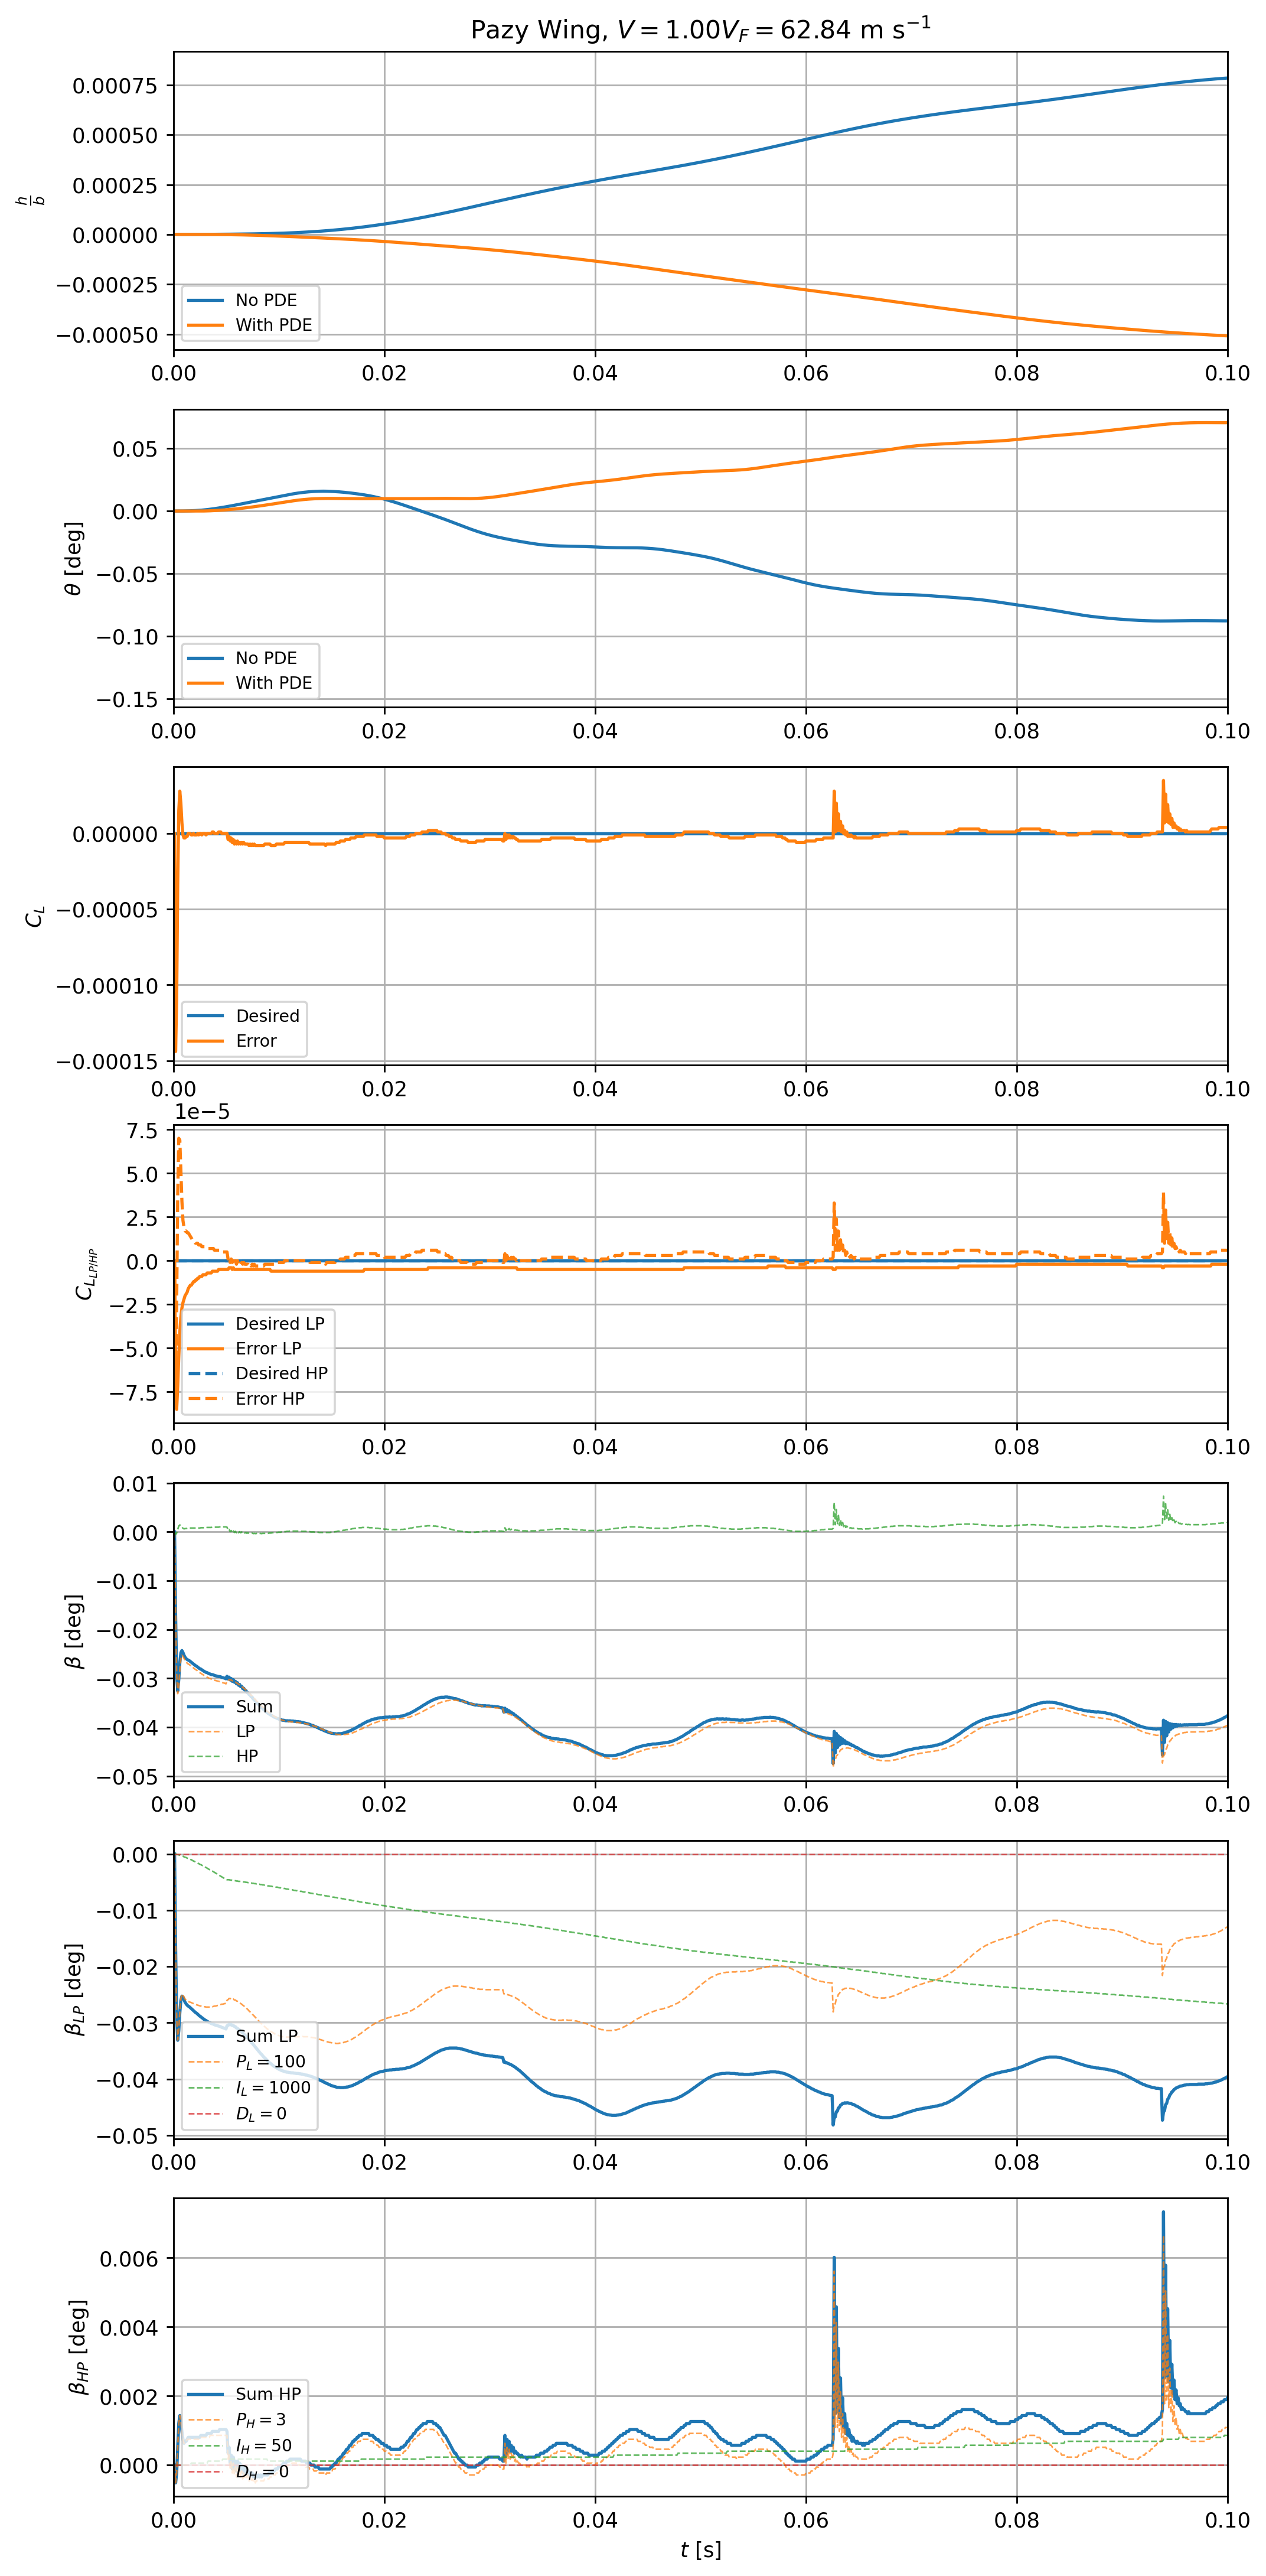 Pazy Wing, V = 1.00V_F = 62.84 m s^−1
h/b
0.00075
0.00050
0.00025
0.00000
−0.00025
−0.00050
No PDE
With PDE
0.00 0.02 0.04 0.06 0.08 0.10
θ [deg]
0.05
0.00
−0.05
−0.10
−0.15
No PDE
With PDE
0.00 0.02 0.04 0.06 0.08 0.10
C_L
0.00000
−0.00005
−0.00010
−0.00015
Desired
Error
0.00 0.02 0.04 0.06 0.08 0.10
1e−5
C_L_LP/HP
7.5
5.0
2.5
0.0
−2.5
−5.0
−7.5
Desired LP
Error LP
Desired HP
Error HP
0.00 0.02 0.04 0.06 0.08 0.10
β [deg]
0.01
0.00
−0.01
−0.02
−0.03
−0.04
−0.05
Sum
LP
HP
0.00 0.02 0.04 0.06 0.08 0.10
β_LP [deg]
0.00
−0.01
−0.02
−0.03
−0.04
−0.05
Sum LP
P_L = 100
I_L = 1000
D_L = 0
0.00 0.02 0.04 0.06 0.08 0.10
β_HP [deg]
0.006
0.004
0.002
0.000
Sum HP
P_H = 3
I_H = 50
D_H = 0
0.00 0.02 0.04 0.06 0.08 0.10
t [s]